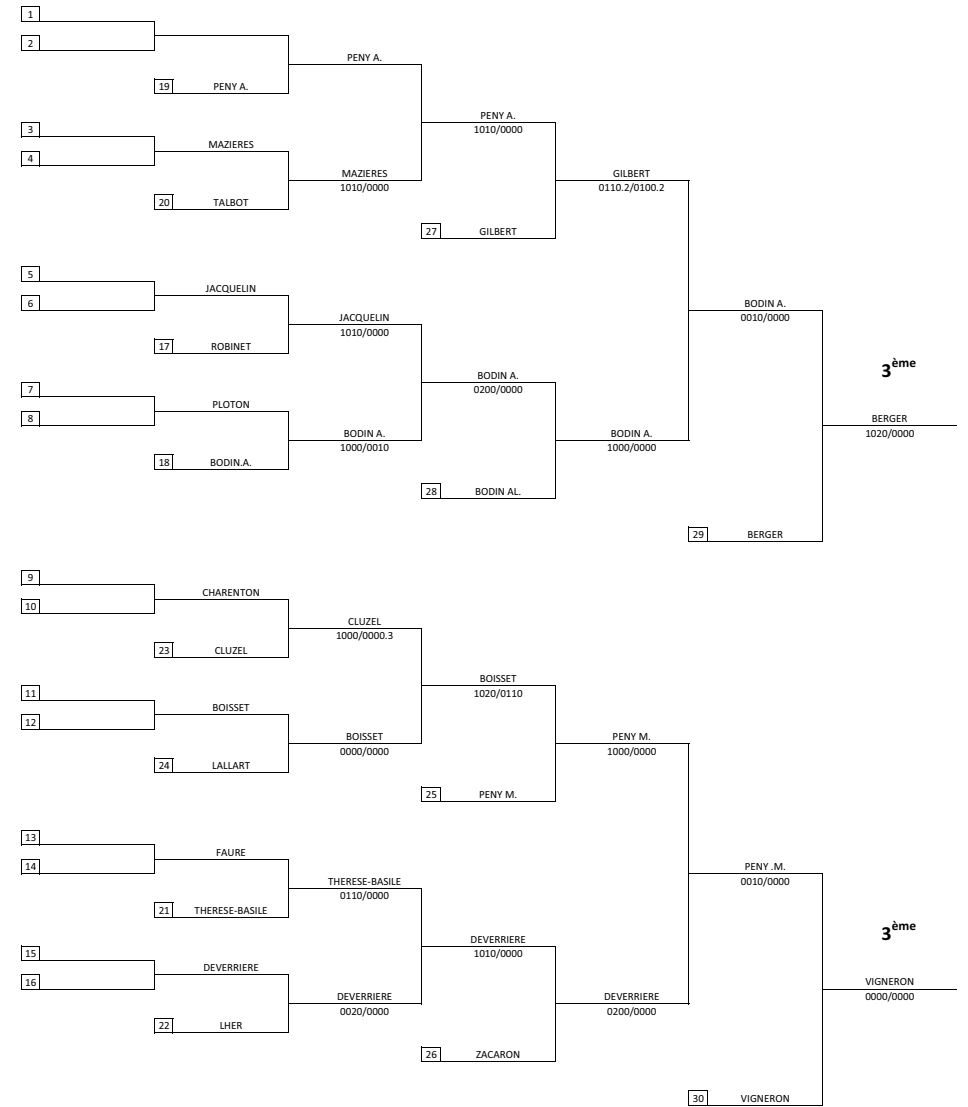 1
2
PENY A.
19 PENY A.
PENY A.
1010/0000
3
4
MAZIERES
MAZIERES
1010/0000
GILBERT
0110.2/0100.2
20 TALBOT
27 GILBERT
5
6
JACQUELIN
JACQUELIN
1010/0000
BODIN A.
0010/0000
17 ROBINET
3ème
BODIN A.
0200/0000
7
8
PLOTON
BERGER
1020/0000
BODIN A.
1000/0010
BODIN A.
1000/0000
18 BODIN.A.
28 BODIN AL.
29 BERGER
9
10
CHARENTON
CLUZEL
1000/0000.3
23 CLUZEL
BOISSET
1020/0110
11
12
BOISSET
BOISSET
0000/0000
PENY M.
1000/0000
24 LALLART
25 PENY M.
13
14
FAURE
THERESE-BASILE
0110/0000
PENY .M.
0010/0000
21 THERESE-BASILE
3ème
DEVERRIERE
1010/0000
15
16
DEVERRIERE
VIGNERON
0000/0000
DEVERRIERE
0020/0000
DEVERRIERE
0200/0000
22 LHER
26 ZACARON
30 VIGNERON